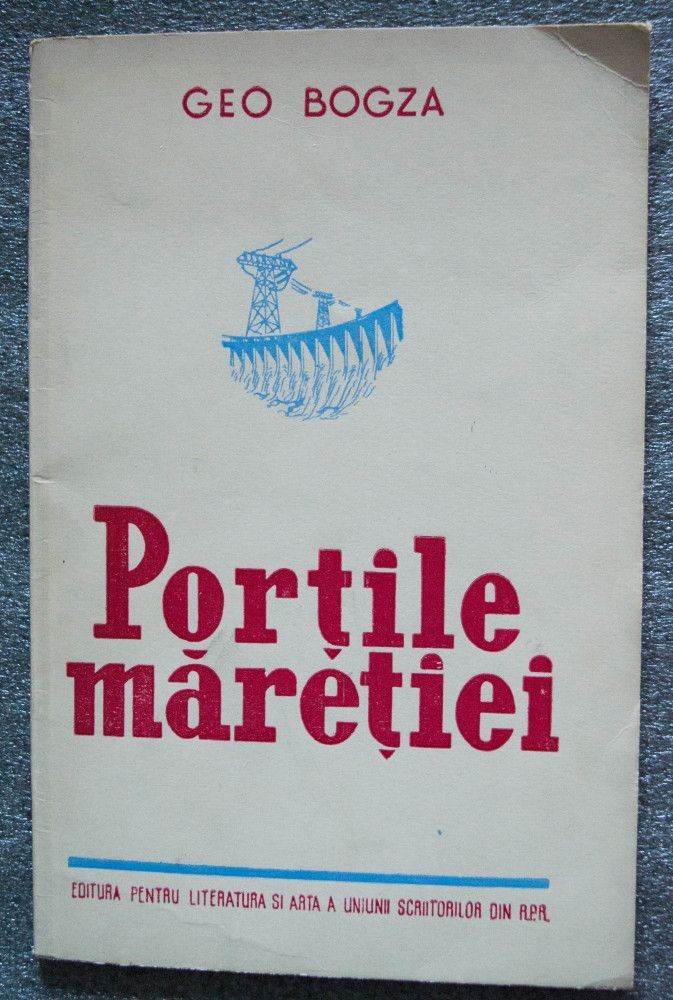 GEO BOGZA
Porțile
măreției
EDITURA PENTRU LITERATURA SI ARTA A UNIUNII SCRIITORILOR DIN R.P.R.